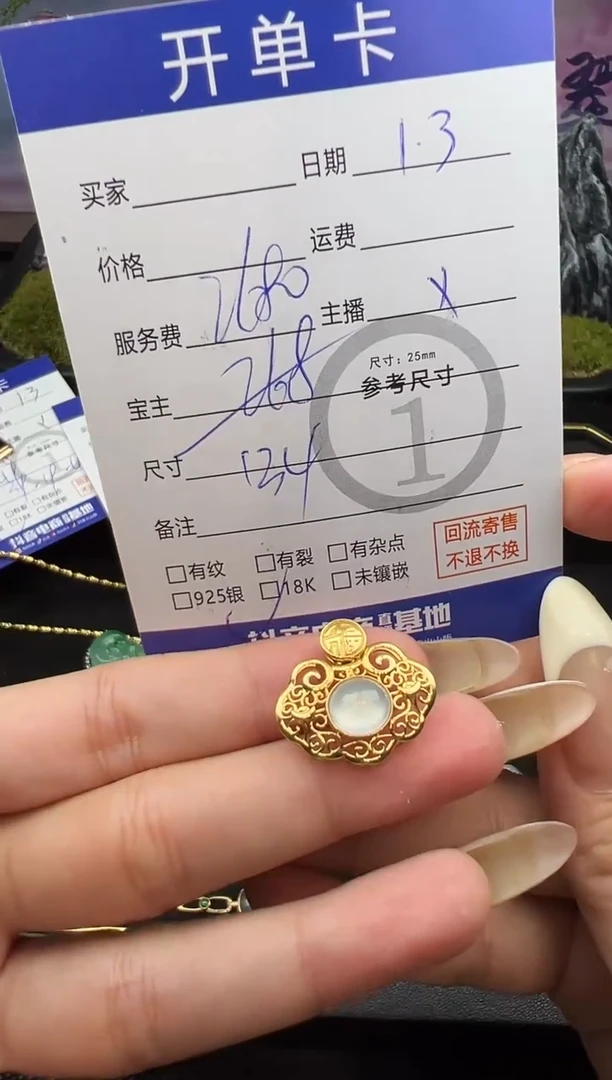 开单卡
买家 日期 1.3
价格 2680 运费
服务费 268 主播 X
尺寸：25mm
宝主 参考尺寸
1
尺寸 134
备注
回流寄售
不退不换
□有纹 □有裂 □有杂点
□925银 □18K □未镶嵌
基地